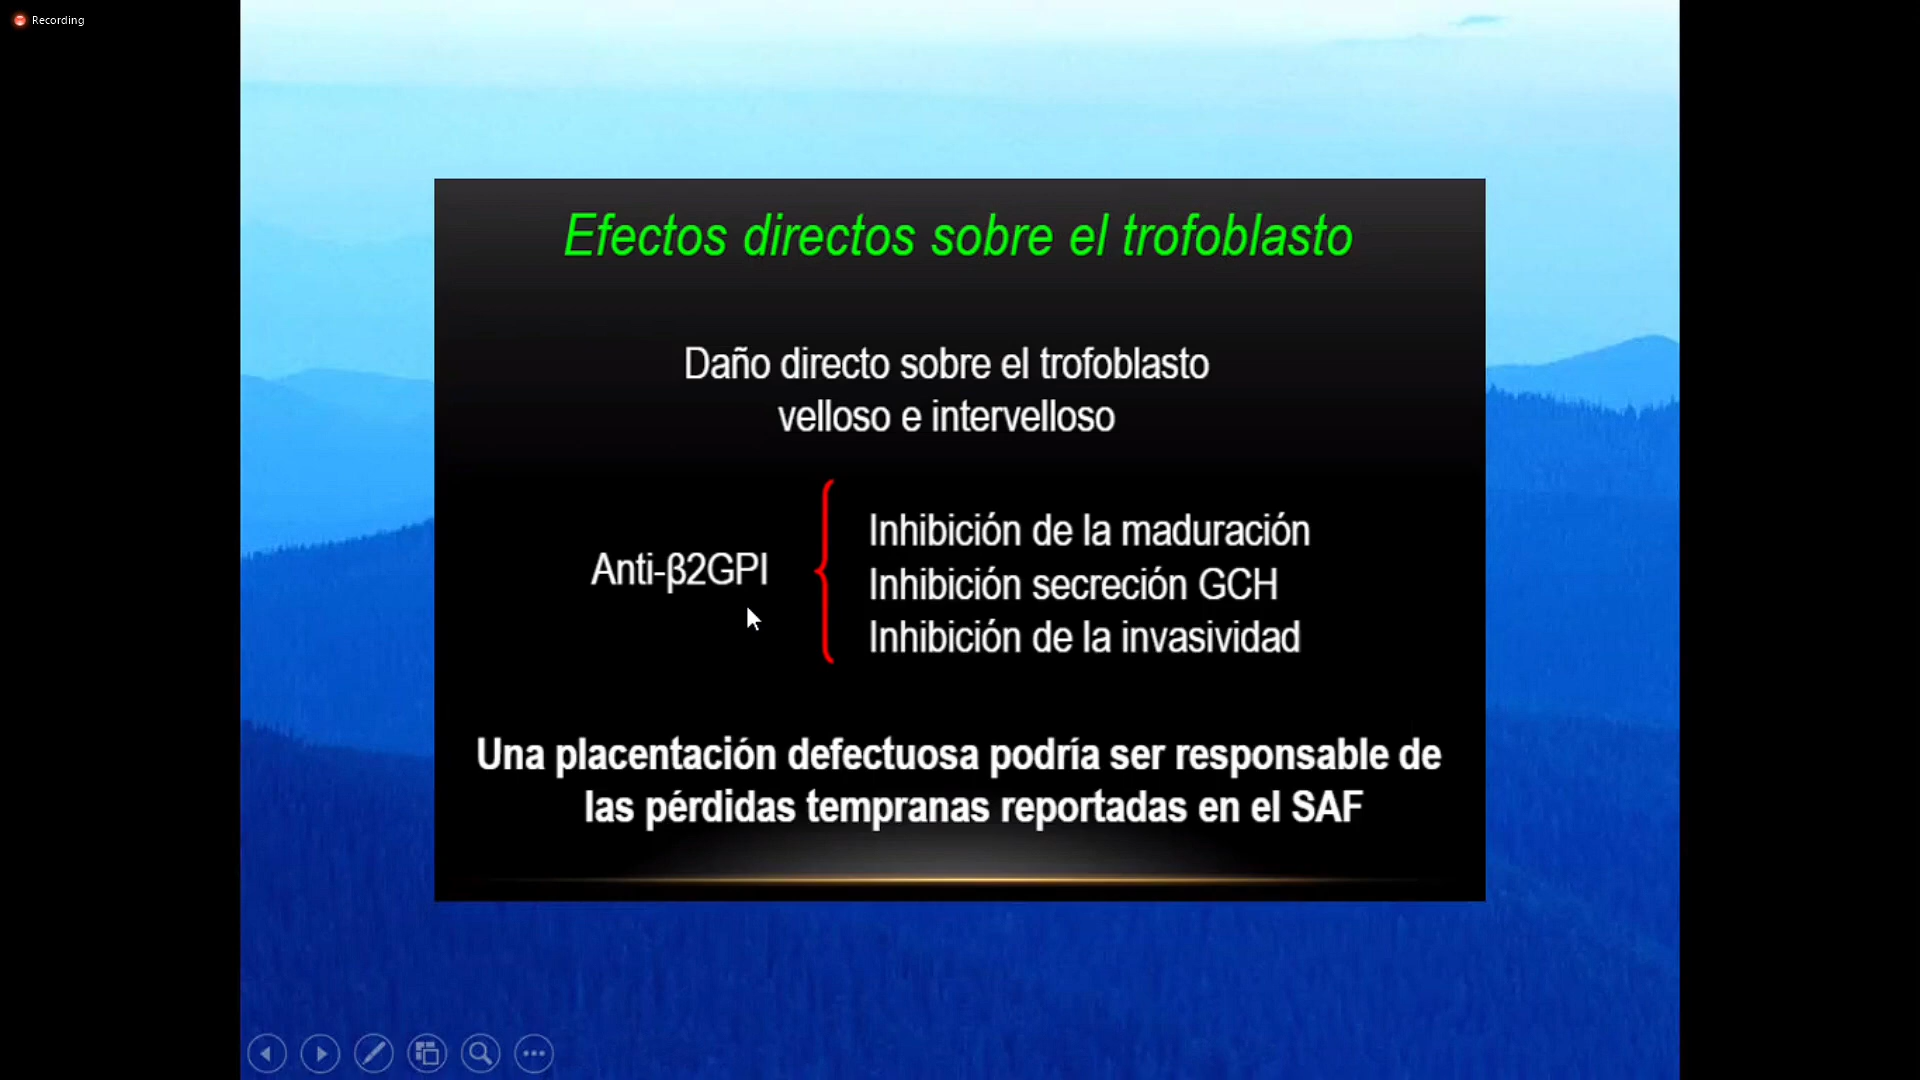 Recording
Efectos directos sobre el trofoblasto
Daño directo sobre el trofoblasto
velloso e intervelloso
Anti-β2GPI
Inhibición de la maduración
Inhibición secreción GCH
Inhibición de la invasividad
Una placentación defectuosa podría ser responsable de
las pérdidas tempranas reportadas en el SAF